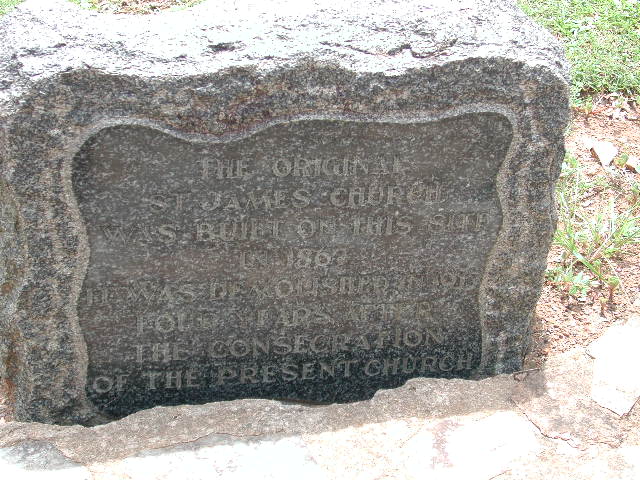 THE ORIGINAL
ST JAMES CHURCH
WAS BUILT ON THIS SITE
IN
IT WAS DEMOLISHED IN
FOUR YEARS AFTER
THE CONSECRATION
OF THE PRESENT CHURCH